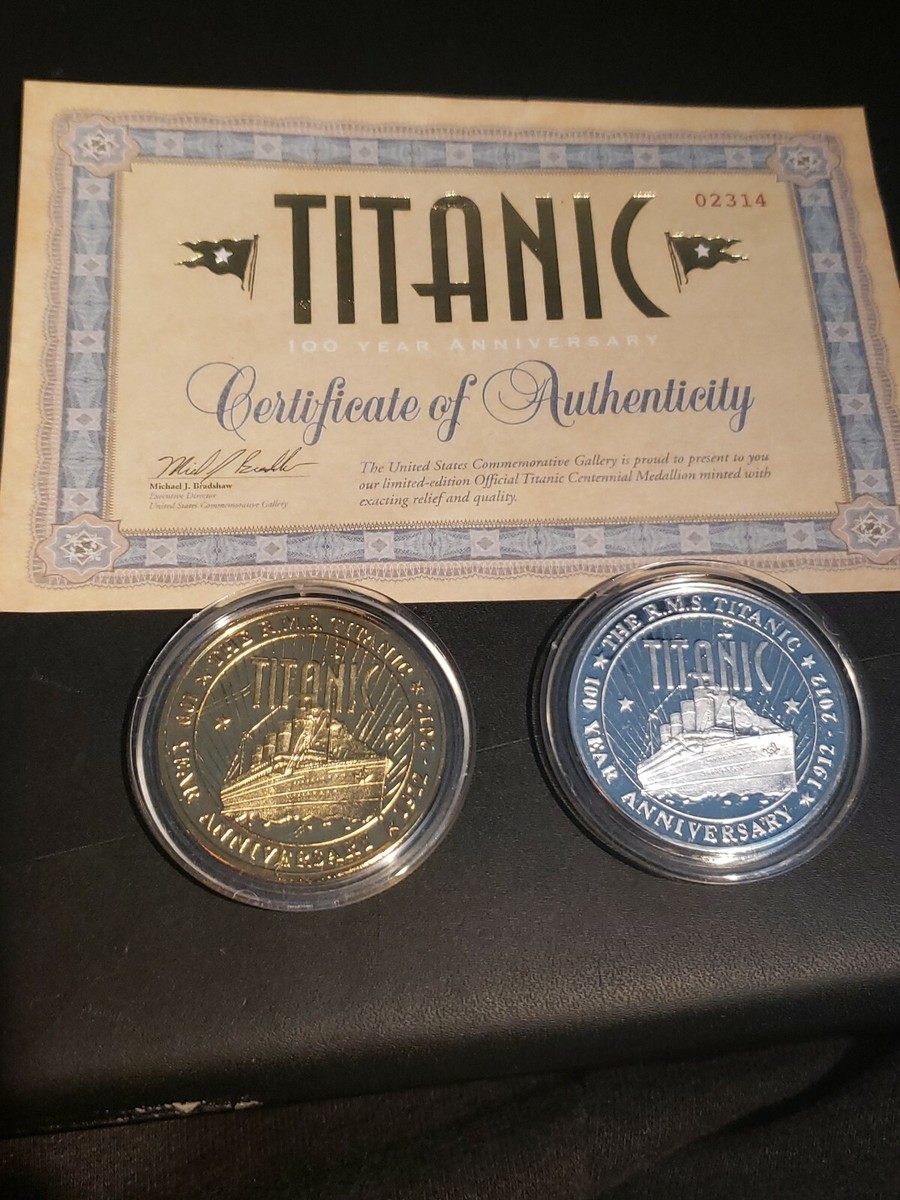 02314
TITANIC
100 YEAR ANNIVERSARY
Certificate of Authenticity
Michael J. Bradshaw
Executive Director
United States Commemorative Gallery
The United States Commemorative Gallery is proud to present to you
our limited-edition Official Titanic Centennial Medallion minted with
exacting relief and quality.
THE R.M.S. TITANIC
TITANIC
100 YEAR ANNIVERSARY
1912 - 2012
THE R.M.S. TITANIC
TITANIC
100 YEAR ANNIVERSARY
1912 - 2012